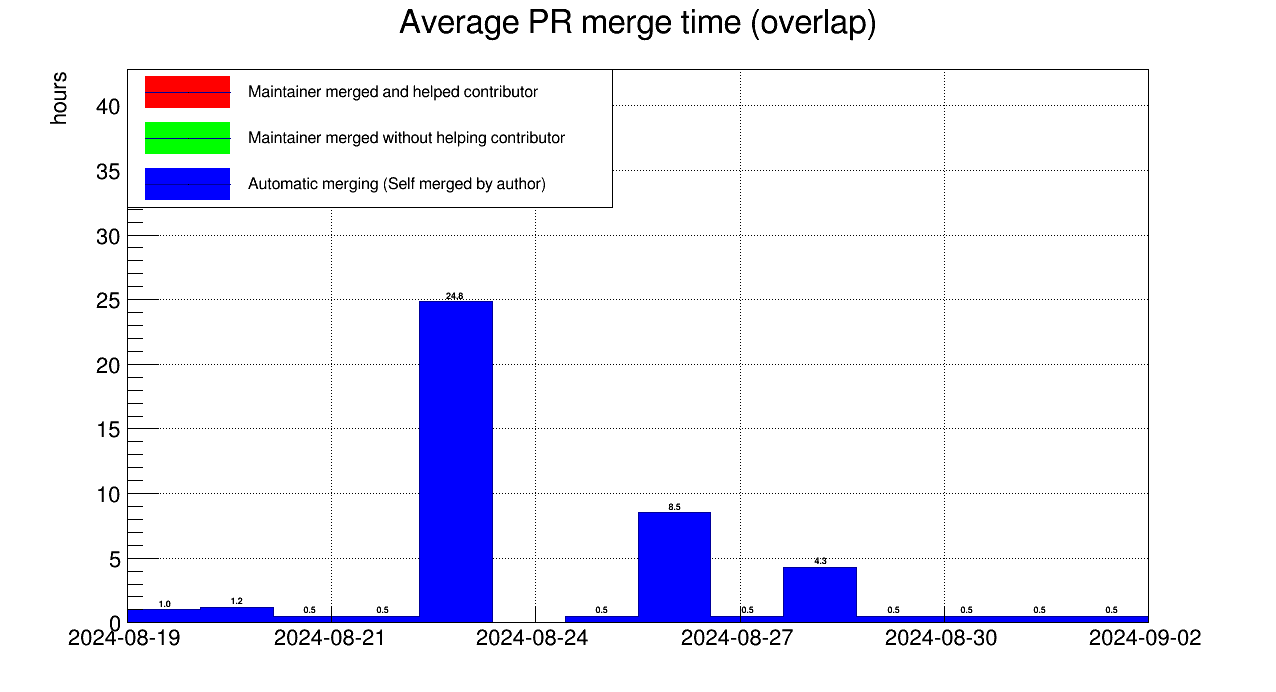 Average PR merge time (overlap)
hours
Maintainer merged and helped contributor
Maintainer merged without helping contributor
Automatic merging (Self merged by author)
40
35
30
25
20
15
10
5
0
24.8
8.5
4.3
1.0 1.2 0.5 0.5 0.5 0.5 0.5 0.5 0.5 0.5
2024-08-19 2024-08-21 2024-08-24 2024-08-27 2024-08-30 2024-09-02